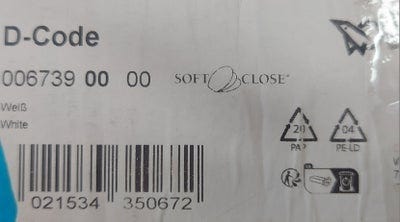 D-Code
006739 00 00 SOFT CLOSE®
Weiß
White
20 04
PAP PE-LD
021534 350672